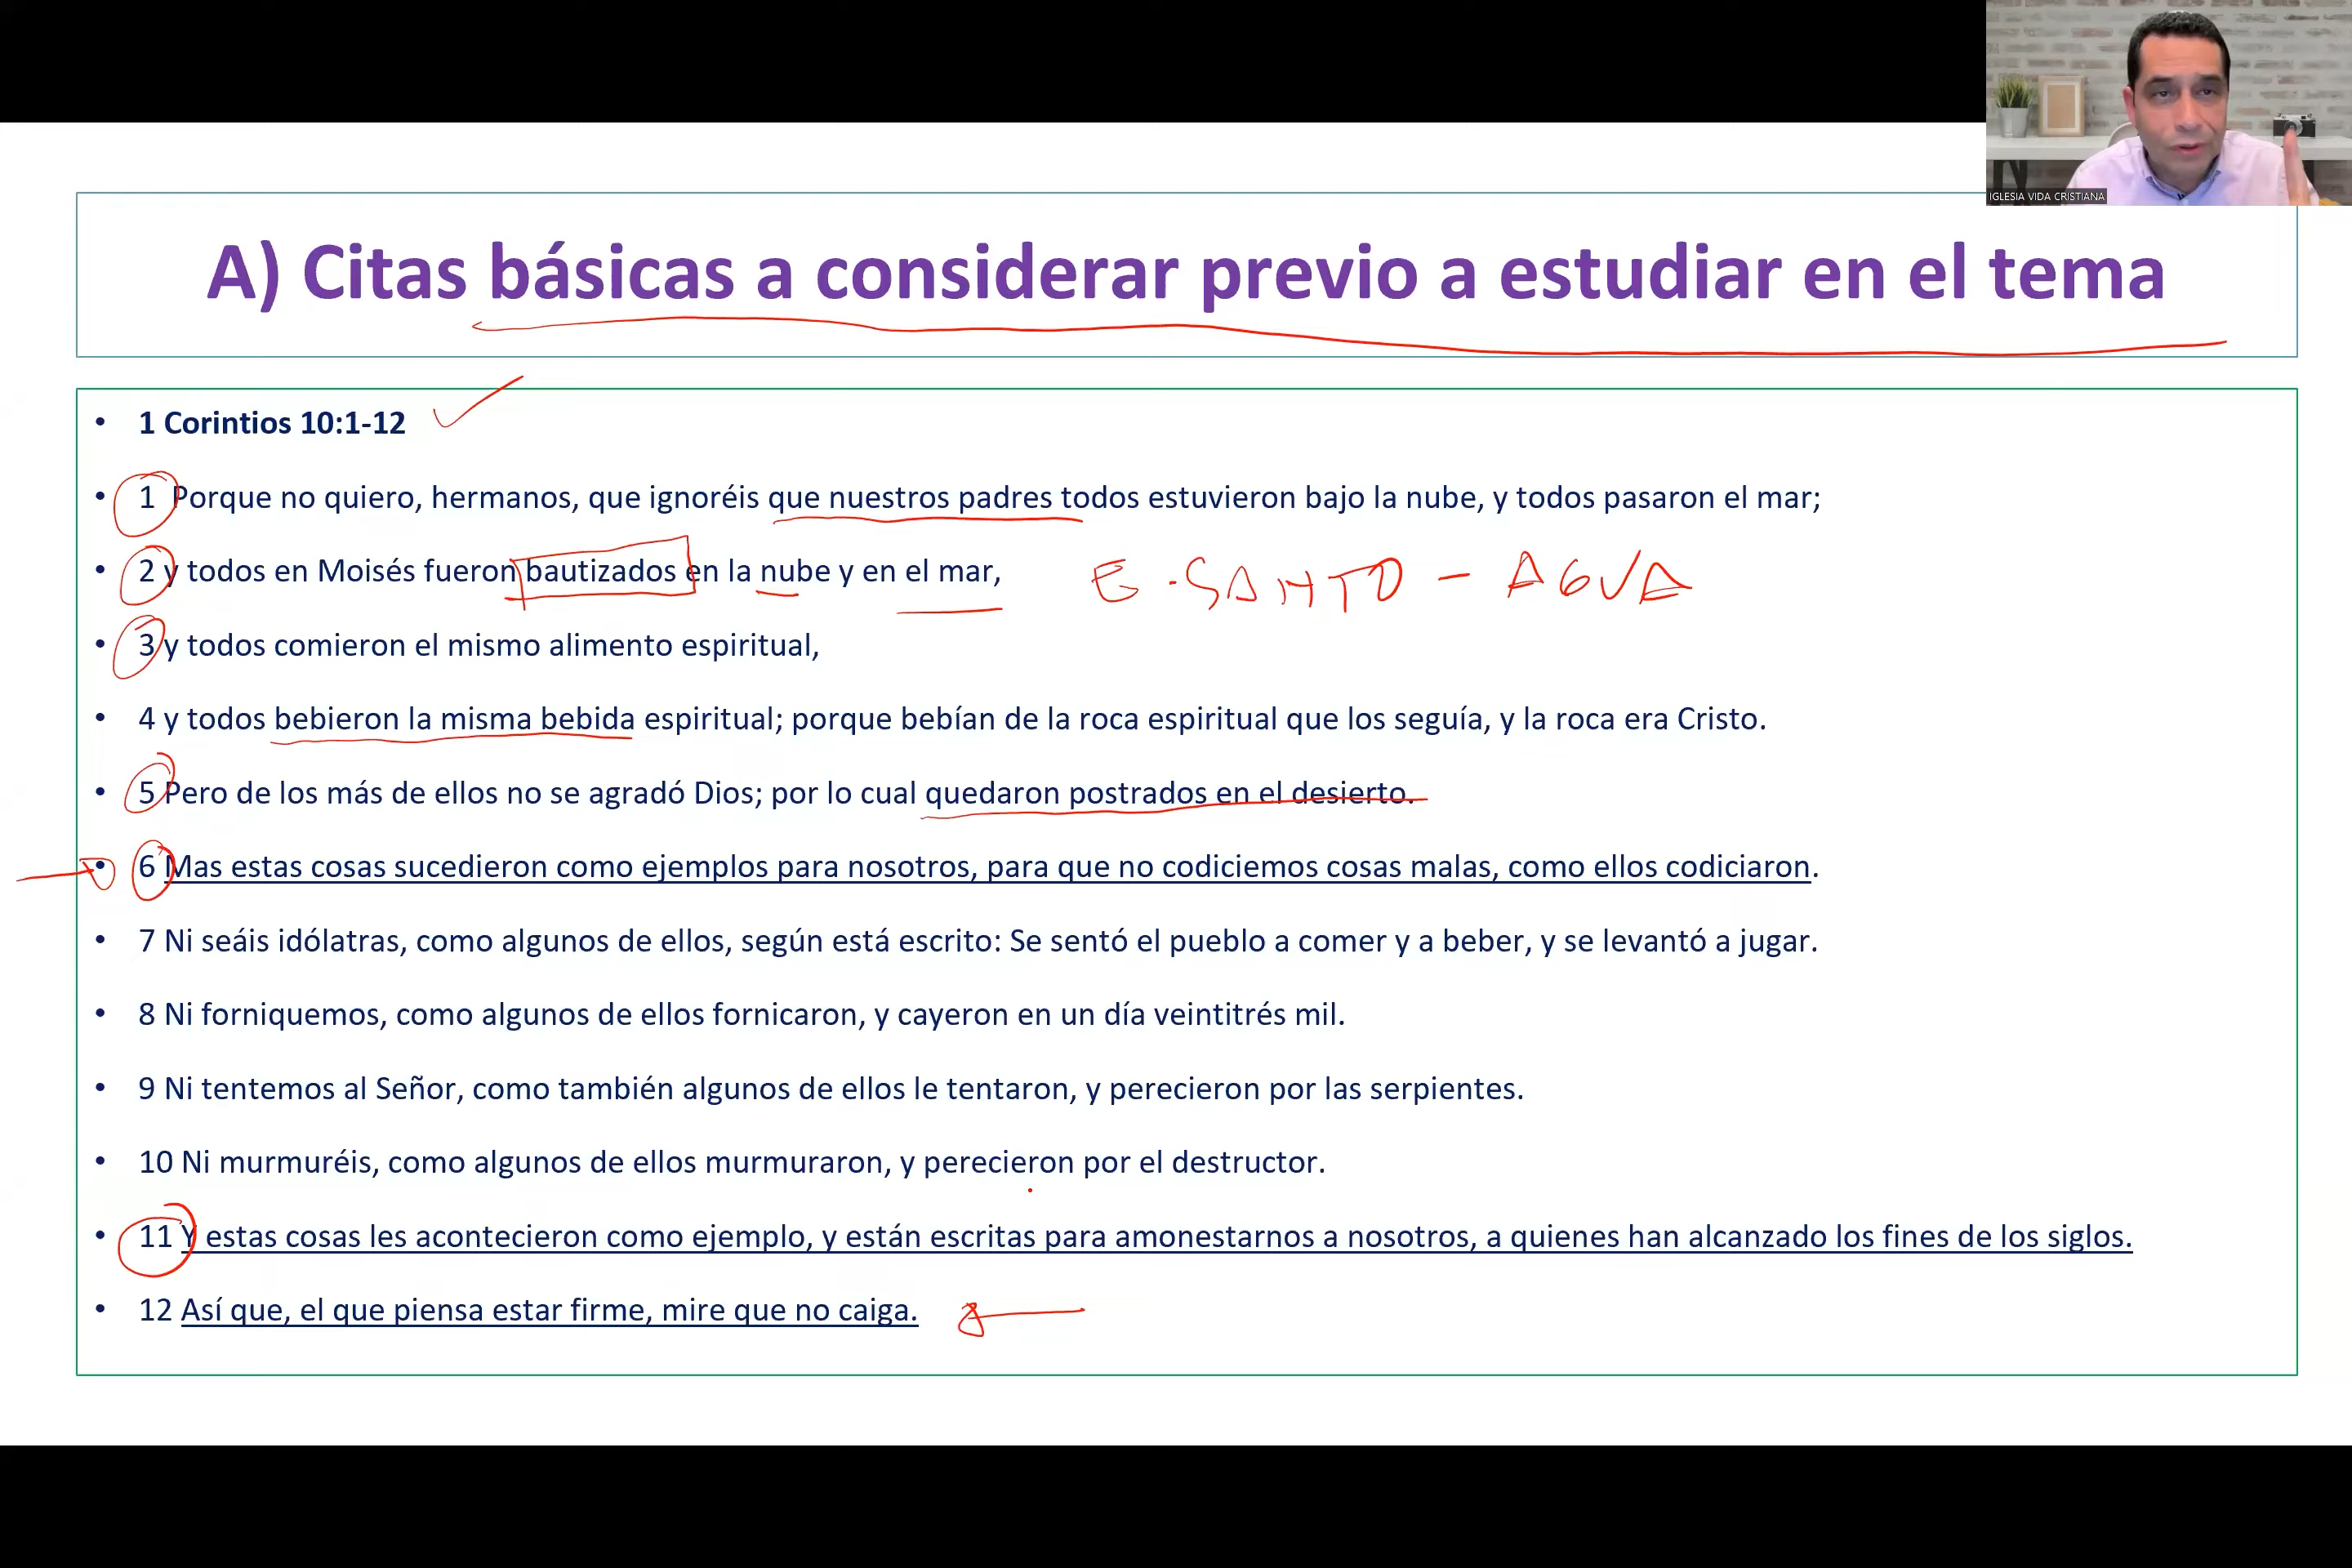 IGLESIA VIDA CRISTIANA
A) Citas básicas a considerar previo a estudiar en el tema
• 1 Corintios 10:1-12
• 1 Porque no quiero, hermanos, que ignoréis que nuestros padres todos estuvieron bajo la nube, y todos pasaron el mar;
• 2 y todos en Moisés fueron bautizados en la nube y en el mar, E. SANTO - AGUA
• 3 y todos comieron el mismo alimento espiritual,
• 4 y todos bebieron la misma bebida espiritual; porque bebían de la roca espiritual que los seguía, y la roca era Cristo.
• 5 Pero de los más de ellos no se agradó Dios; por lo cual quedaron postrados en el desierto.
• 6 Mas estas cosas sucedieron como ejemplos para nosotros, para que no codiciemos cosas malas, como ellos codiciaron.
• 7 Ni seáis idólatras, como algunos de ellos, según está escrito: Se sentó el pueblo a comer y a beber, y se levantó a jugar.
• 8 Ni forniquemos, como algunos de ellos fornicaron, y cayeron en un día veintitrés mil.
• 9 Ni tentemos al Señor, como también algunos de ellos le tentaron, y perecieron por las serpientes.
• 10 Ni murmuréis, como algunos de ellos murmuraron, y perecieron por el destructor.
• 11 Y estas cosas les acontecieron como ejemplo, y están escritas para amonestarnos a nosotros, a quienes han alcanzado los fines de los siglos.
• 12 Así que, el que piensa estar firme, mire que no caiga.